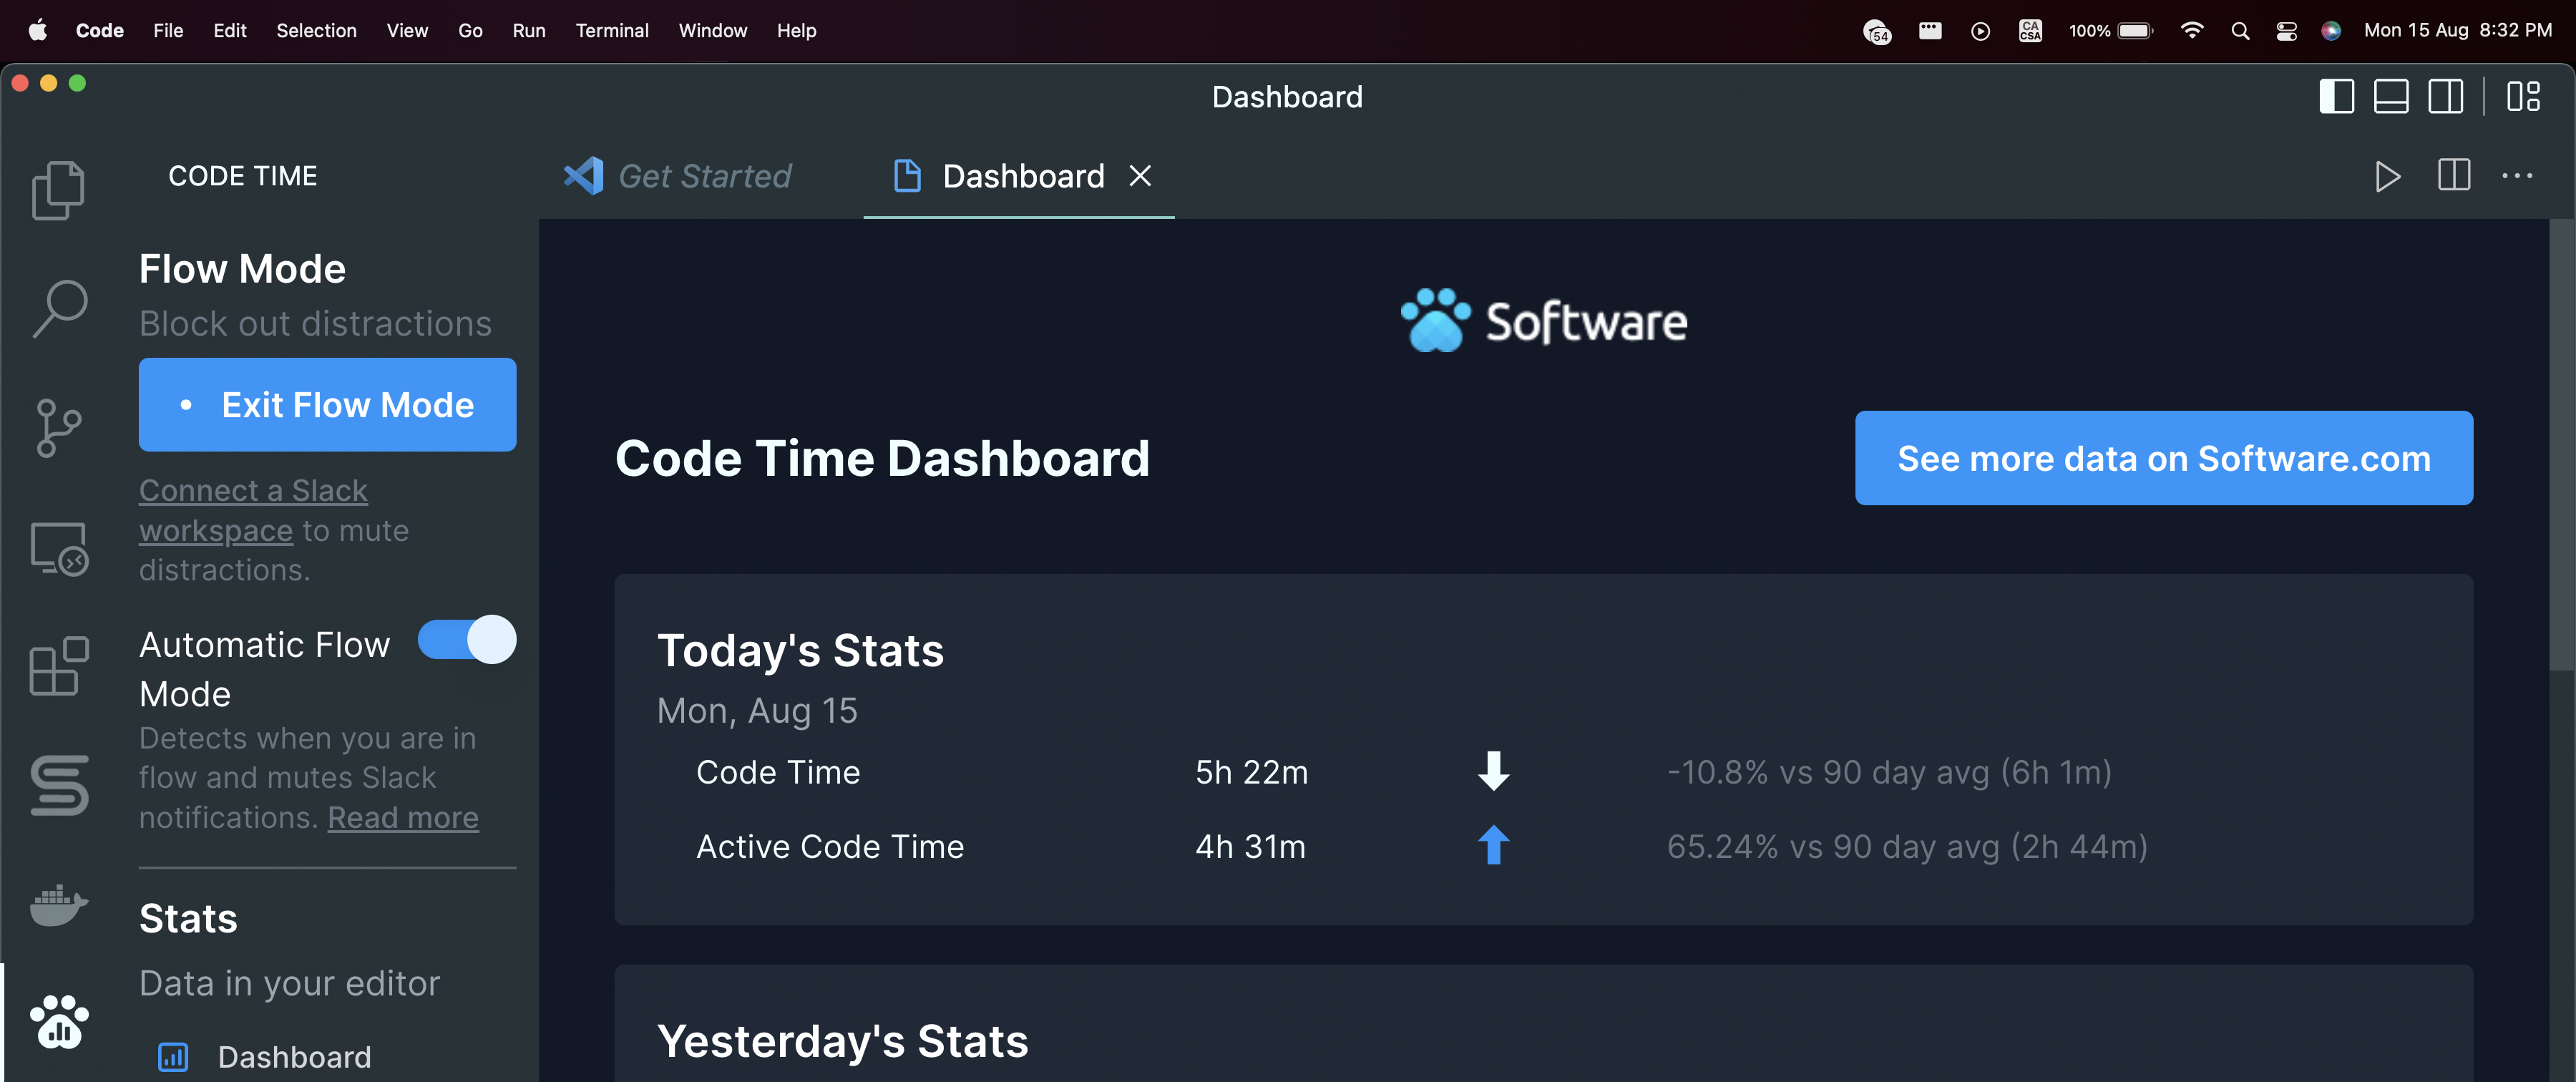 Code File Edit Selection View Go Run Terminal Window Help
54 CA CSA 100% Mon 15 Aug 8:32 PM
Dashboard
CODE TIME
Get Started
Dashboard
Flow Mode
Block out distractions
• Exit Flow Mode
Connect a Slack
workspace to mute
distractions.
Automatic Flow
Mode
Detects when you are in
flow and mutes Slack
notifications. Read more
Stats
Data in your editor
Dashboard
Software
Code Time Dashboard
See more data on Software.com
Today's Stats
Mon, Aug 15
Code Time 5h 22m -10.8% vs 90 day avg (6h 1m)
Active Code Time 4h 31m 65.24% vs 90 day avg (2h 44m)
Yesterday's Stats